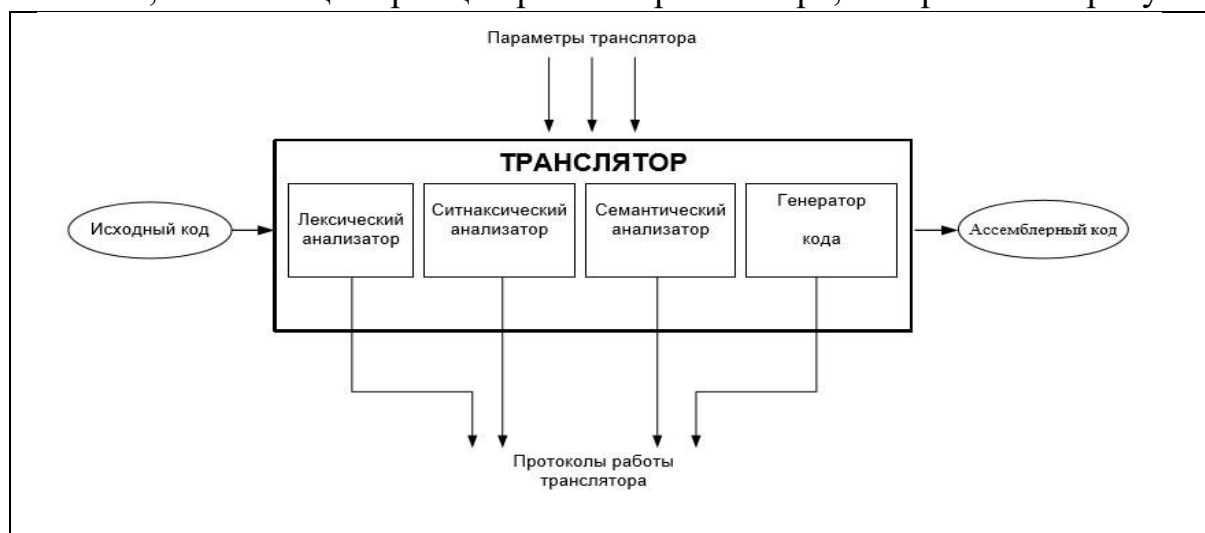 Параметры транслятора
ТРАНСЛЯТОР
Исходный код
Лексический
анализатор
Ситнаксический
анализатор
Семантический
анализатор
Генератор
кода
Ассемблерный код
Протоколы работы
транслятора